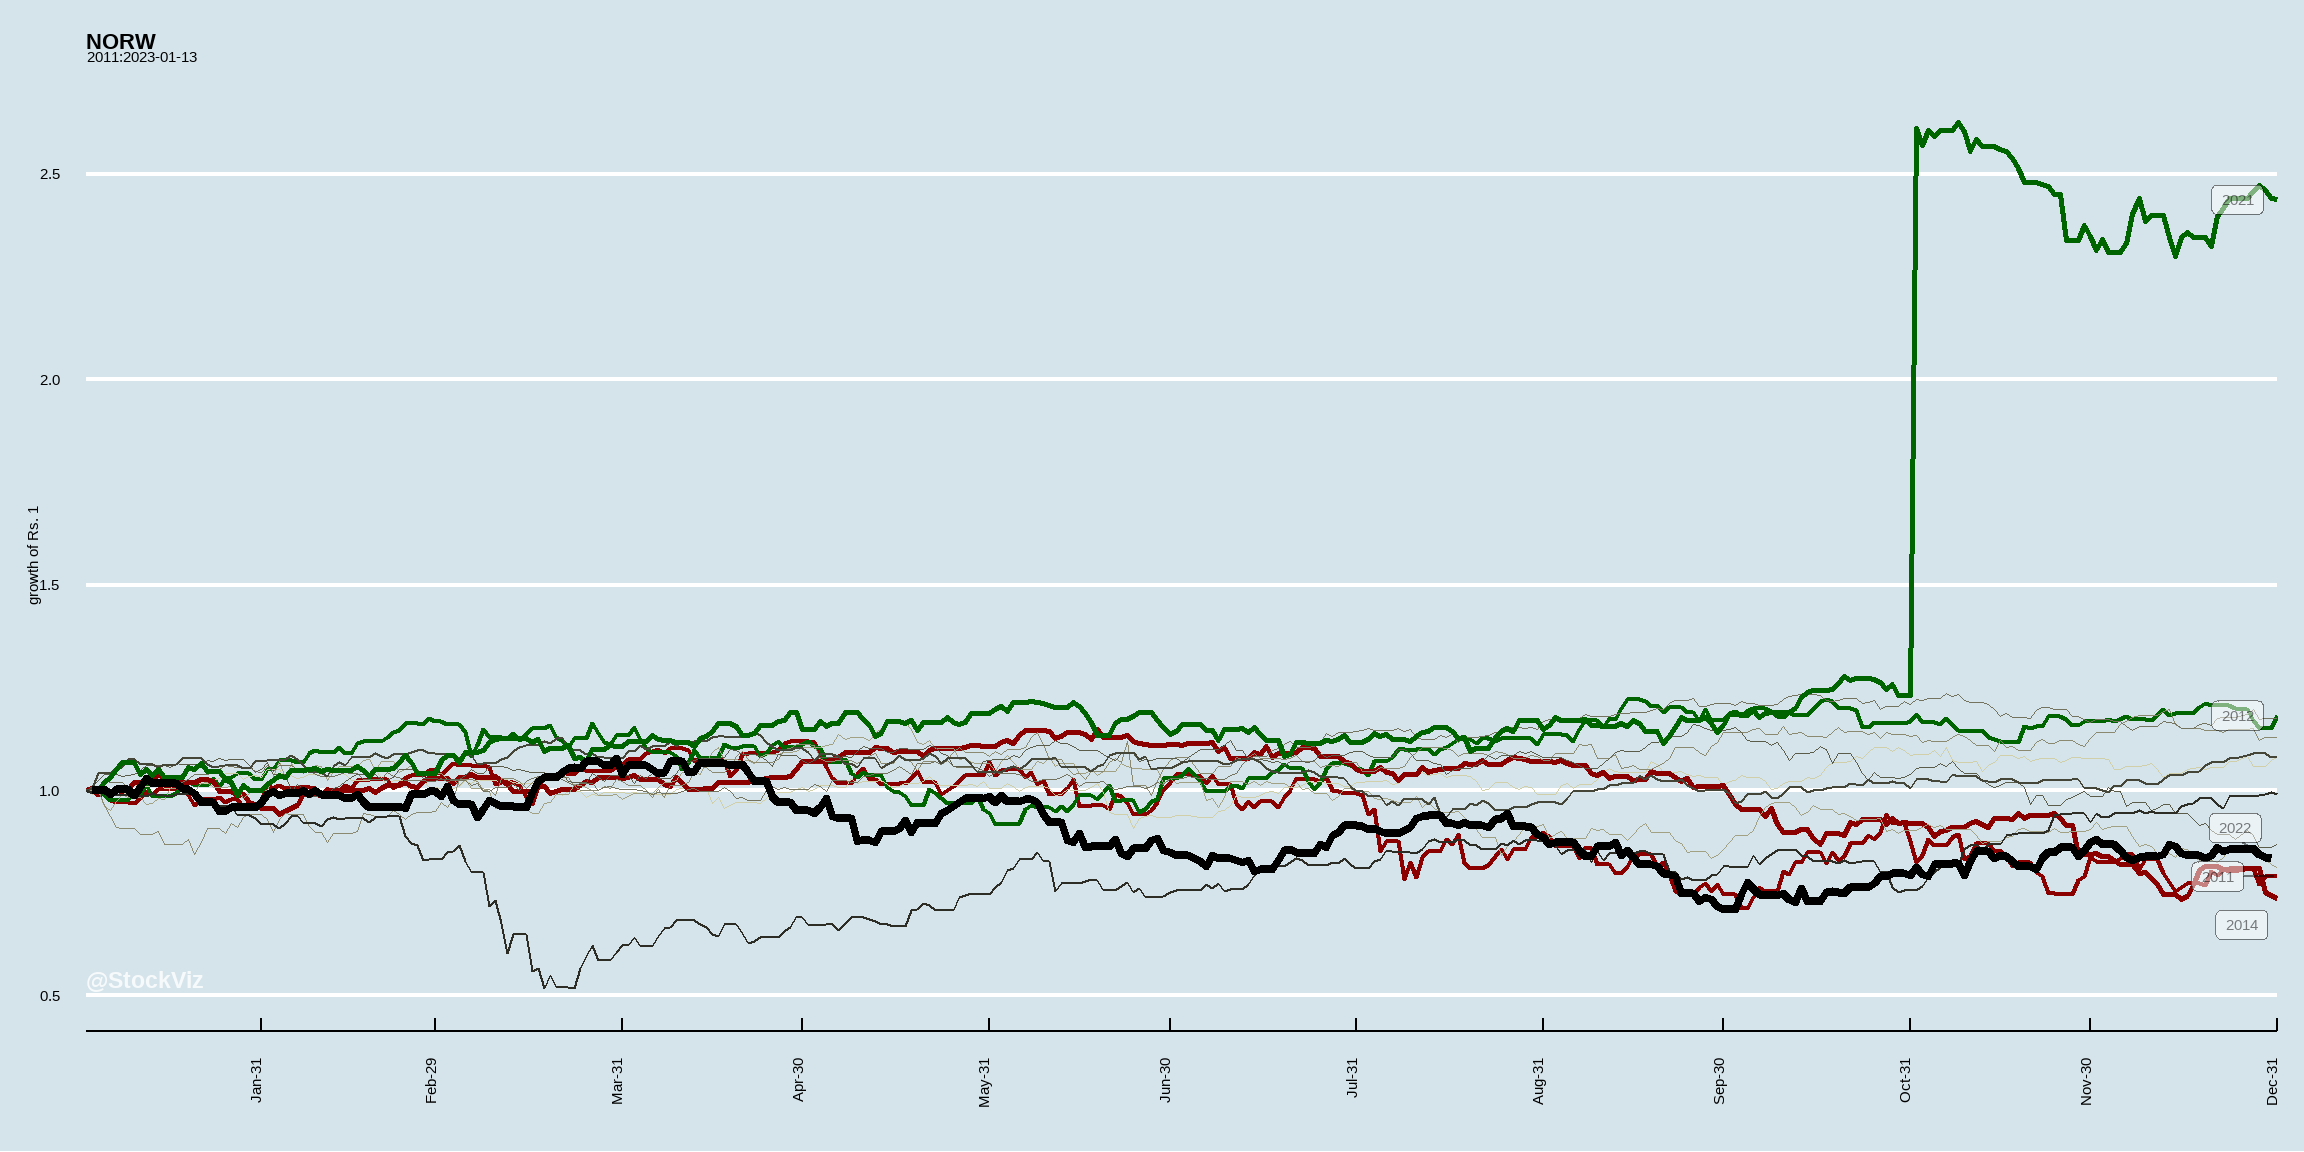 NORW
2011:2023-01-13
2.5
2.0
1.5
1.0
0.5
growth of Rs. 1
2021
2012
2022
2011
2014
@StockViz
Jan-31
Feb-29
Mar-31
Apr-30
May-31
Jun-30
Jul-31
Aug-31
Sep-30
Oct-31
Nov-30
Dec-31